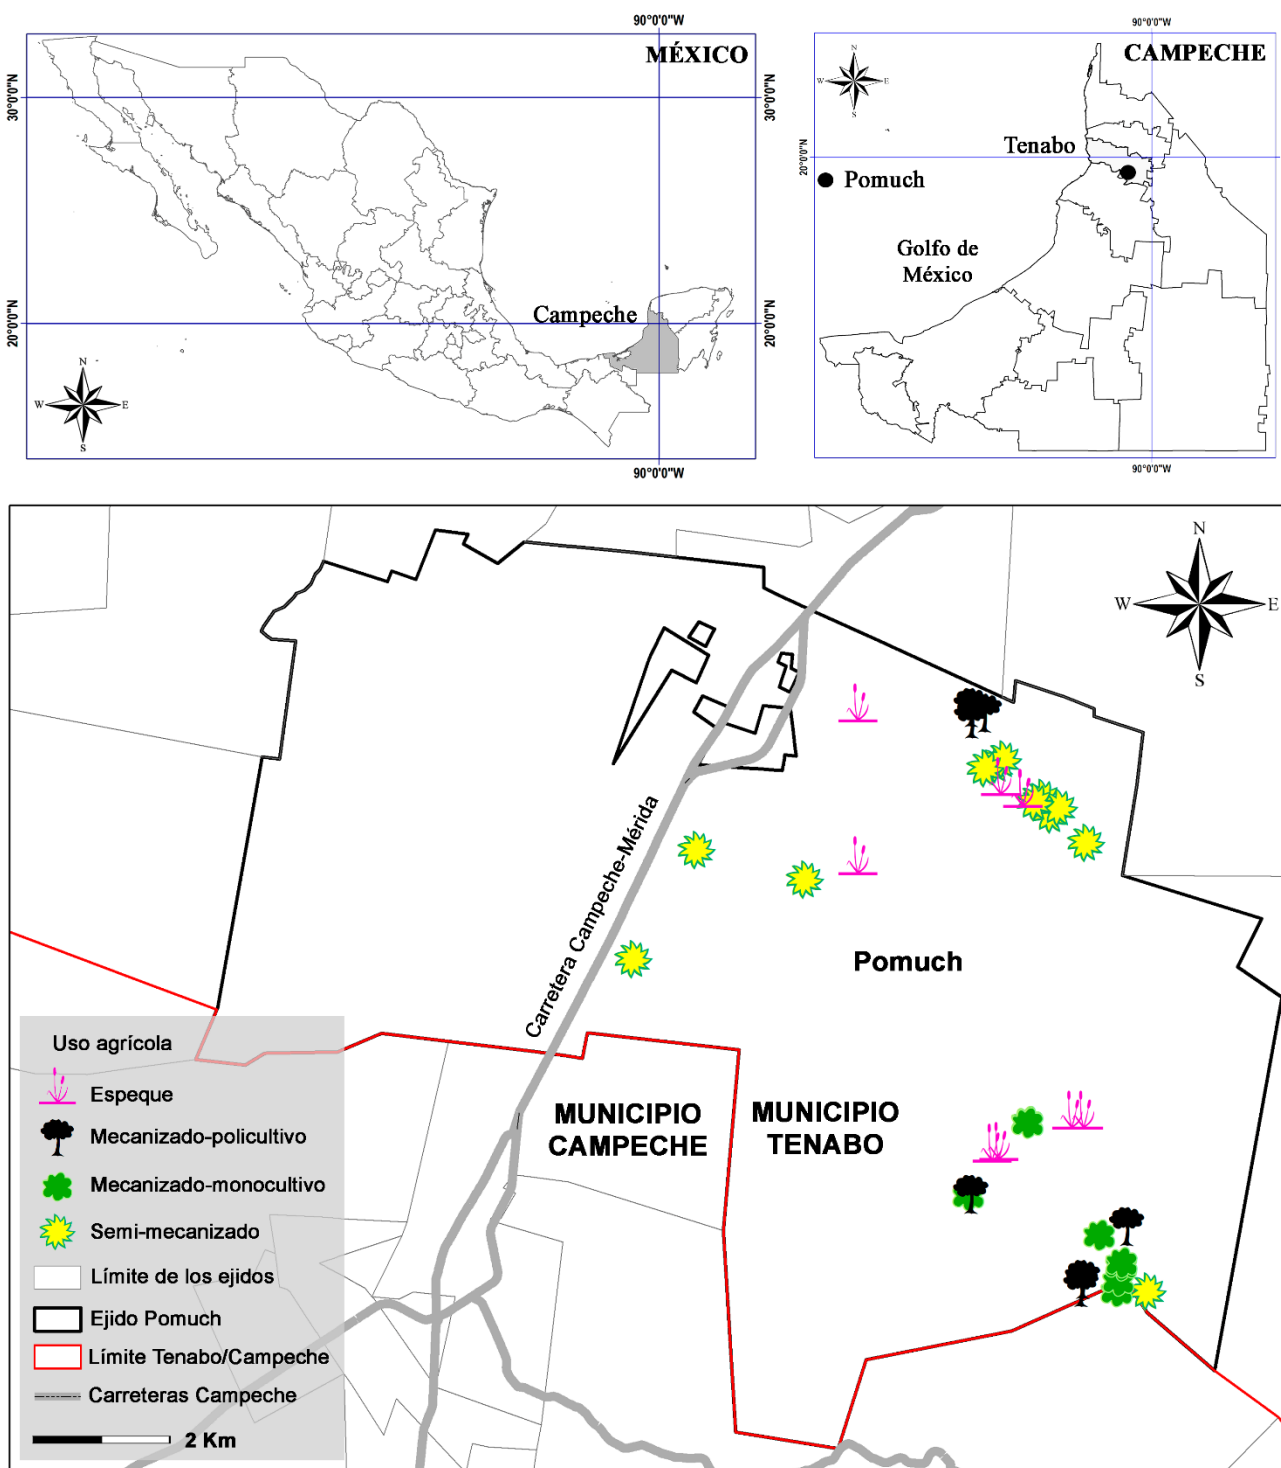 90°0'0"W
MÉXICO
30°0'0"N
30°0'0"N
Campeche
20°0'0"N
20°0'0"N
N
W
E
S
90°0'0"W
90°0'0"W
CAMPECHE
N
W
E
S
Tenabo
20°0'0"N
Pomuch
Golfo de
México
90°0'0"W
N
W
E
S
Carretera Campeche-Mérida
Pomuch
MUNICIPIO
CAMPECHE
MUNICIPIO
TENABO
Uso agrícola
Espeque
Mecanizado-policultivo
Mecanizado-monocultivo
Semi-mecanizado
Límite de los ejidos
Ejido Pomuch
Límite Tenabo/Campeche
Carreteras Campeche
2 Km